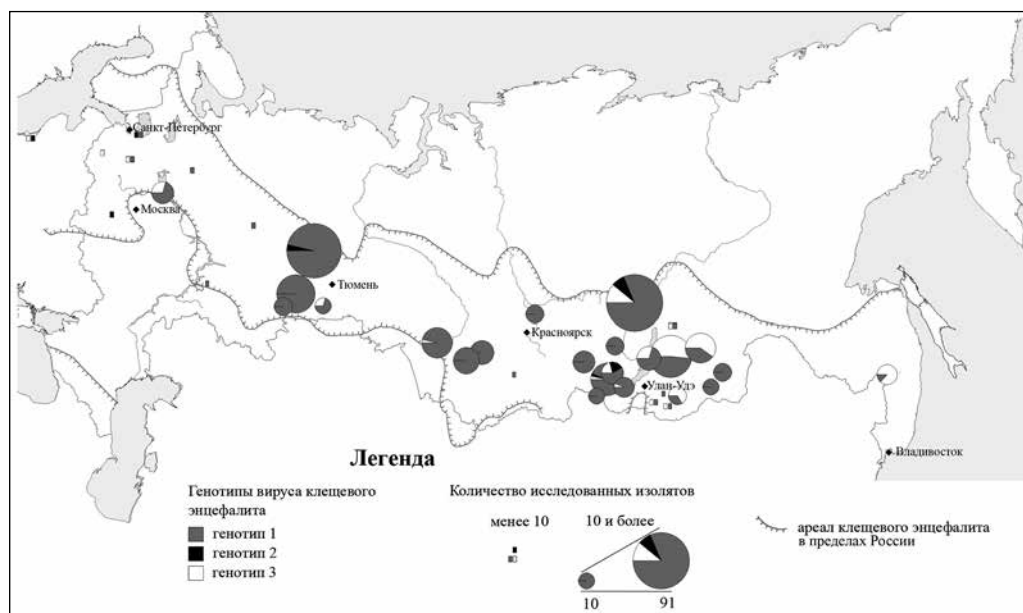 Санкт-Петербург
Москва
Тюмень
Красноярск
Улан-Удэ
Владивосток
Легенда
Генотипы вируса клещевого
энцефалита
генотип 1
генотип 2
генотип 3
Количество исследованных изолятов
менее 10
10 и более
10
91
ареал клещевого энцефалита
в пределах России